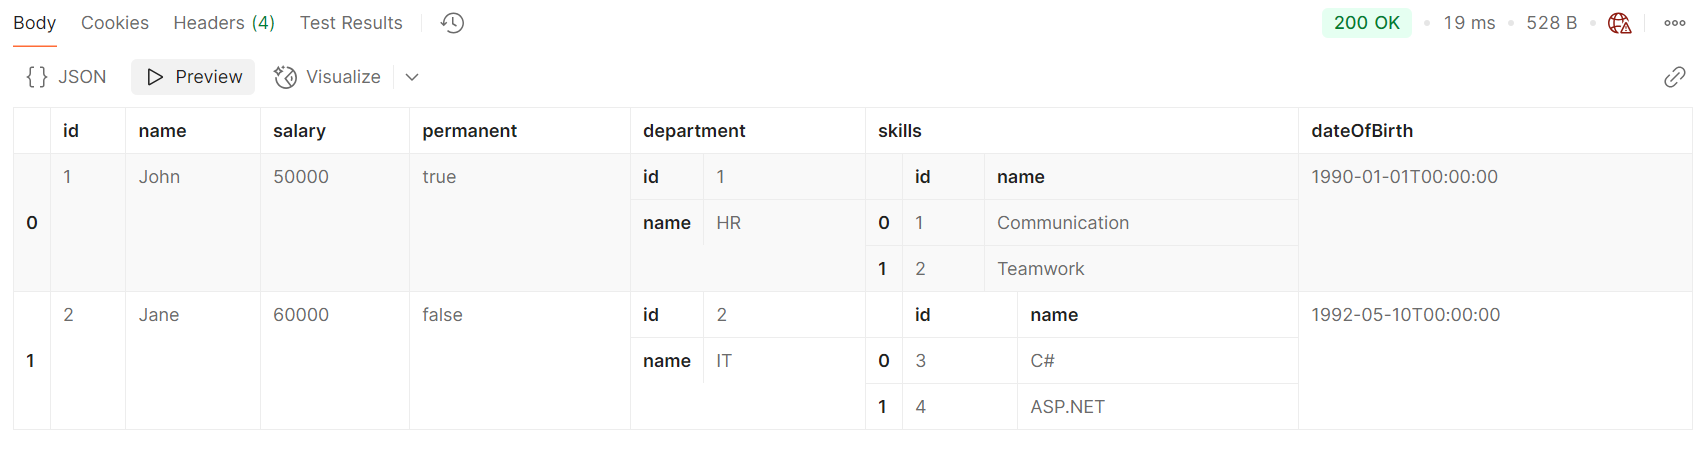 Body Cookies Headers (4) Test Results 200 OK 19 ms 528 B
{} JSON Preview Visualize
id name salary permanent department skills dateOfBirth
1 John 50000 true id 1 id name 1990-01-01T00:00:00
0 name HR 0 1 Communication
1 2 Teamwork
2 Jane 60000 false id 2 id name 1992-05-10T00:00:00
1 name IT 0 3 C#
1 4 ASP.NET